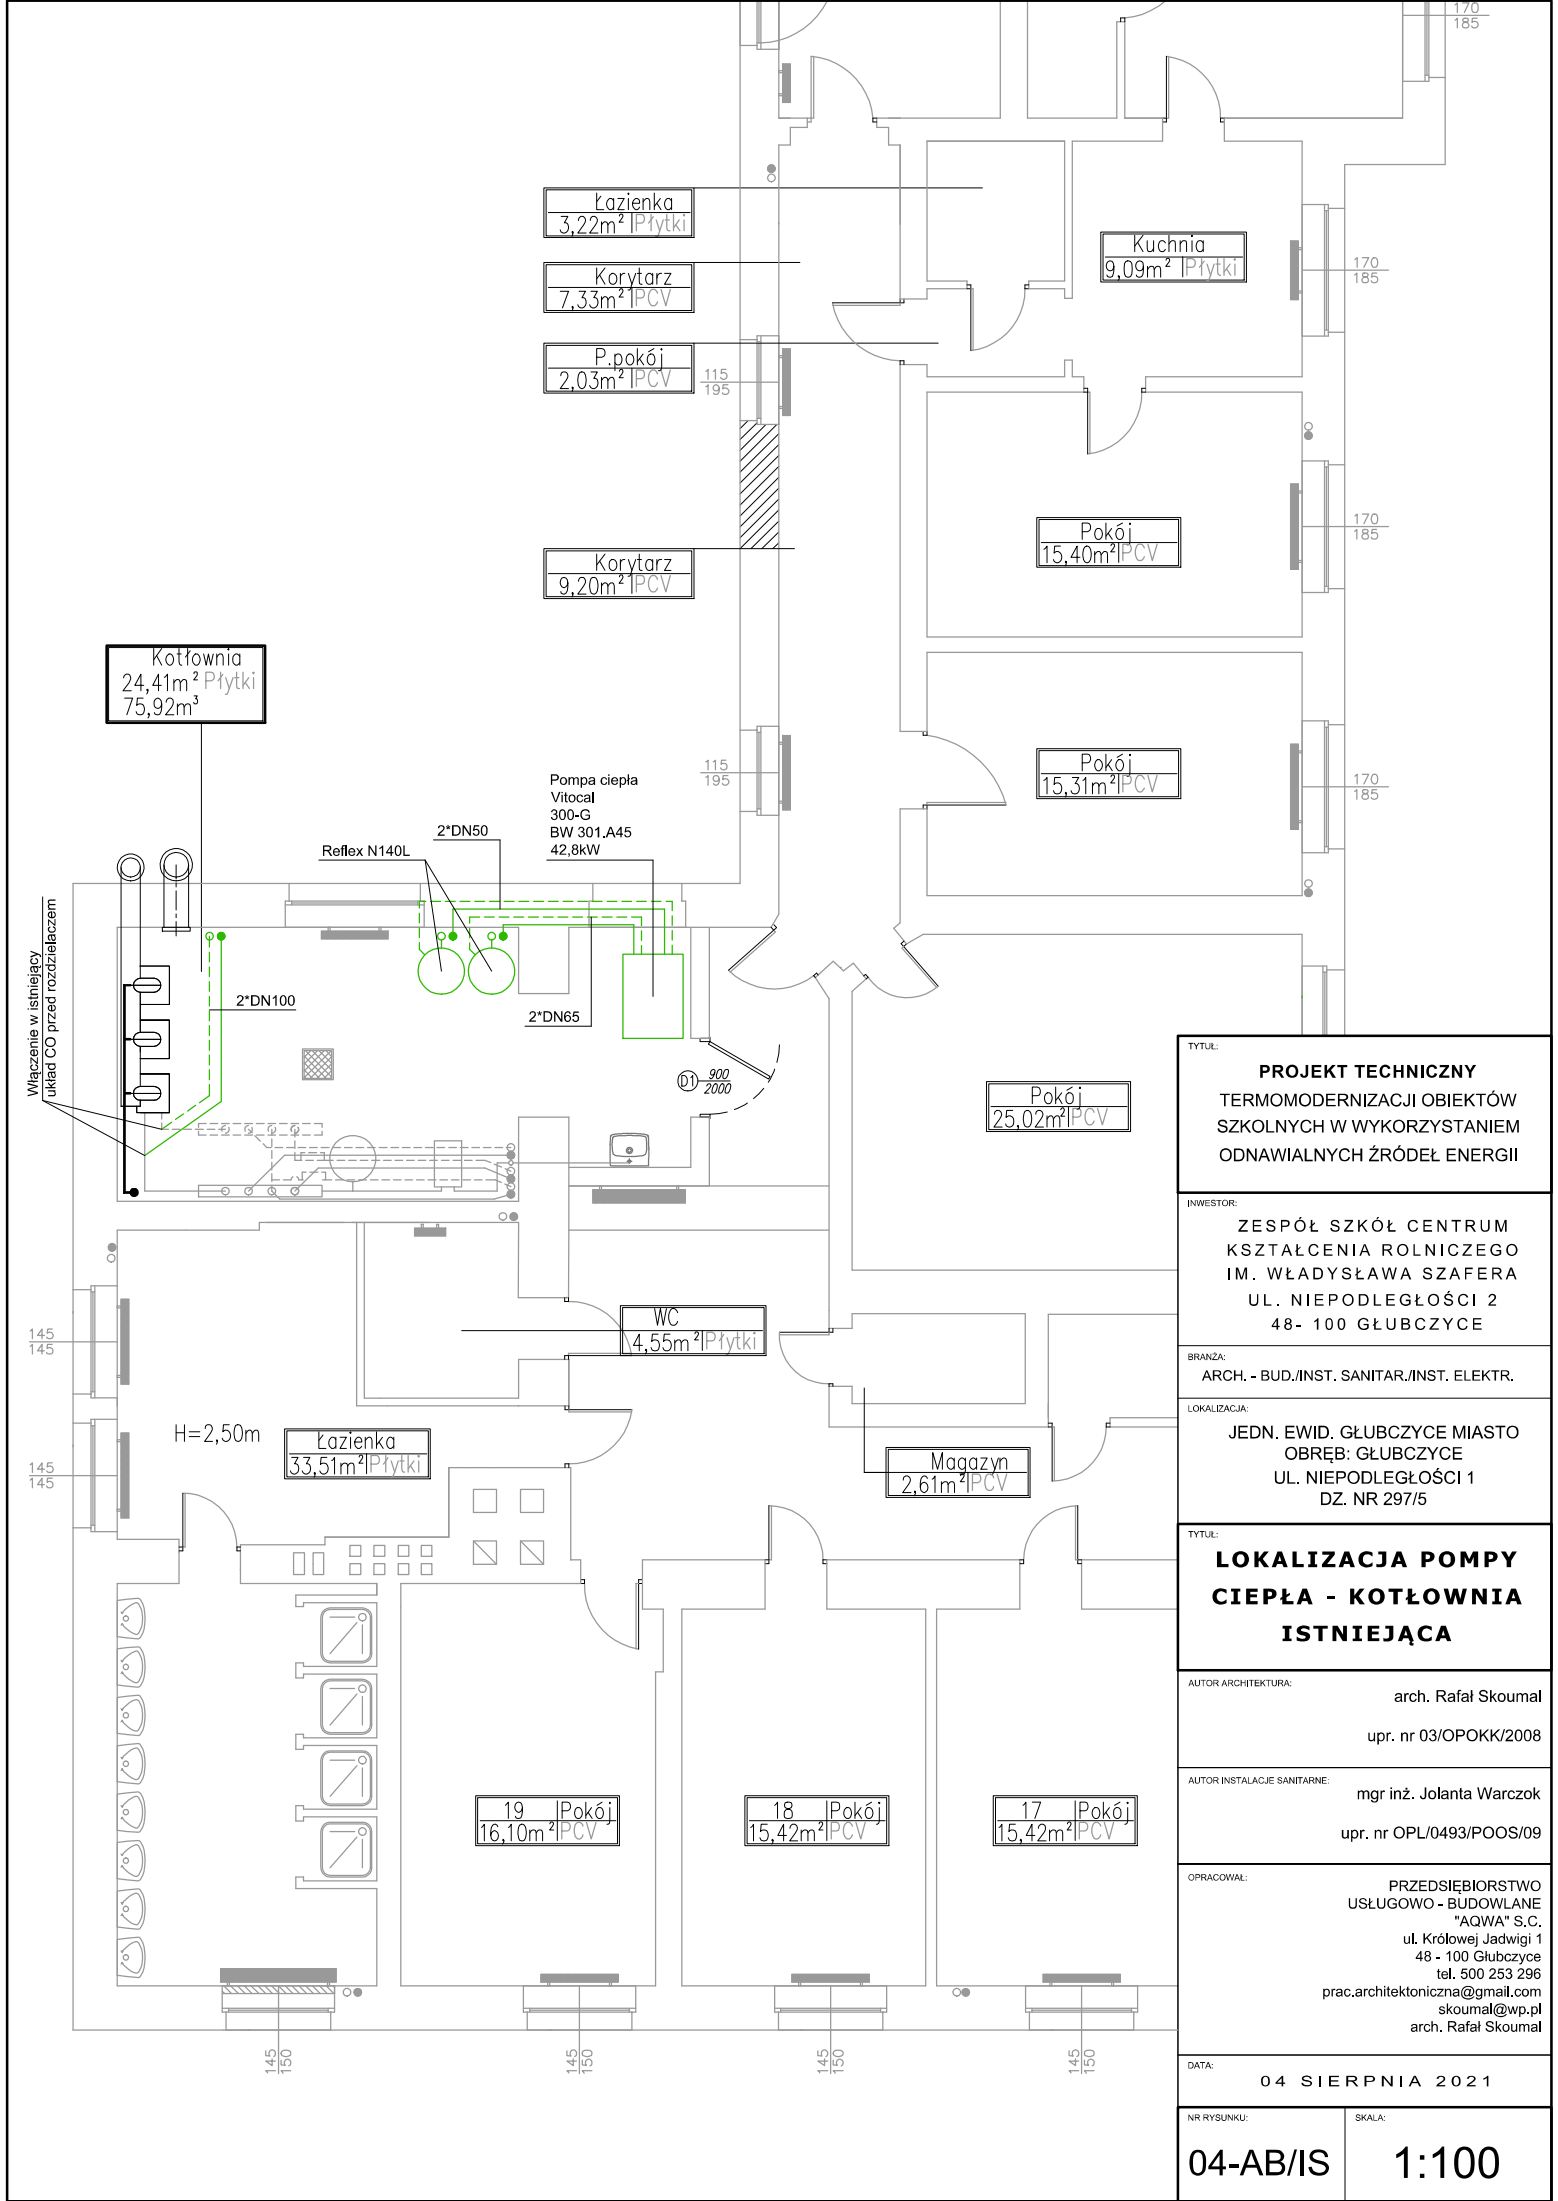 170
185
Łazienka
3,22m² Płytki
Korytarz
7,33m² PCV
P.pokój
2,03m² PCV
115
195
Kuchnia
9,09m² Płytki
170
185
Pokój
15,40m² PCV
170
185
Korytarz
9,20m² PCV
Kotłownia
24,41m² Płytki
75,92m³
Pokój
15,31m² PCV
170
185
115
195
Pompa ciepła
Vitocal
300-G
BW 301.A45
42,8kW
2*DN50
Reflex N140L
Włączenie w istniejący
układ CO przed rozdzielaczem
2*DN100
2*DN65
D1 900
2000
Pokój
25,02m² PCV
WC
4,55m² Płytki
145
145
H=2,50m
Łazienka
33,51m² Płytki
145
145
Magazyn
2,61m² PCV
19 Pokój
16,10m² PCV
18 Pokój
15,42m² PCV
17 Pokój
15,42m² PCV
145
150
145
150
145
150
145
150
TYTUŁ:
PROJEKT TECHNICZNY
TERMOMODERNIZACJI OBIEKTÓW
SZKOLNYCH W WYKORZYSTANIEM
ODNAWIALNYCH ŹRÓDEŁ ENERGII
INWESTOR:
ZESPÓŁ SZKÓŁ CENTRUM
KSZTAŁCENIA ROLNICZEGO
IM. WŁADYSŁAWA SZAFERA
UL. NIEPODLEGŁOŚCI 2
48- 100 GŁUBCZYCE
BRANŻA:
ARCH. - BUD./INST. SANITAR./INST. ELEKTR.
LOKALIZACJA:
JEDN. EWID. GŁUBCZYCE MIASTO
OBRĘB: GŁUBCZYCE
UL. NIEPODLEGŁOŚCI 1
DZ. NR 297/5
TYTUŁ:
LOKALIZACJA POMPY
CIEPŁA - KOTŁOWNIA
ISTNIEJĄCA
AUTOR ARCHITEKTURA:
arch. Rafał Skoumal
upr. nr 03/OPOKK/2008
AUTOR INSTALACJE SANITARNE:
mgr inż. Jolanta Warczok
upr. nr OPL/0493/POOS/09
OPRACOWAŁ:
PRZEDSIĘBIORSTWO
USŁUGOWO - BUDOWLANE
"AQWA" S.C.
ul. Królowej Jadwigi 1
48 - 100 Głubczyce
tel. 500 253 296
prac.architektoniczna@gmail.com
skoumal@wp.pl
arch. Rafał Skoumal
DATA:
04 SIERPNIA 2021
NR RYSUNKU:
04-AB/IS
SKALA:
1:100